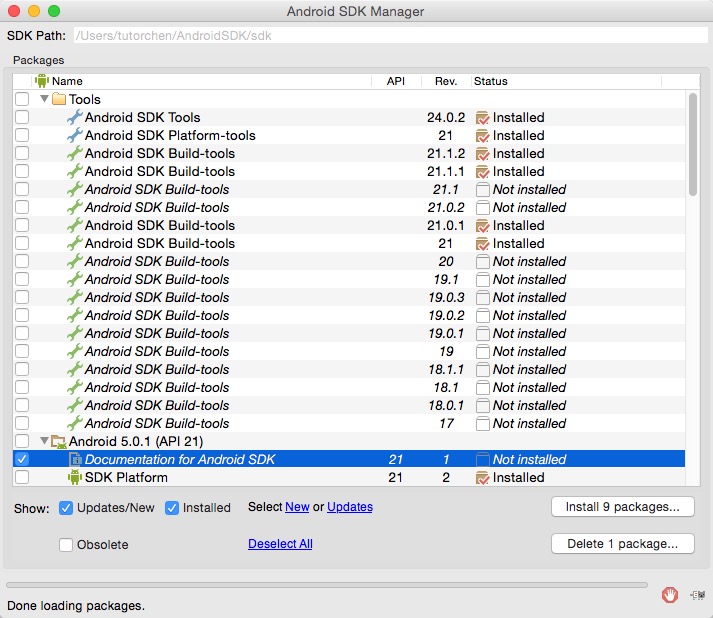 Android SDK Manager
SDK Path: /Users/tutorchen/AndroidSDK/sdk
Packages
Name API Rev. Status
Tools
Android SDK Tools 24.0.2 Installed
Android SDK Platform-tools 21 Installed
Android SDK Build-tools 21.1.2 Installed
Android SDK Build-tools 21.1.1 Installed
Android SDK Build-tools 21.1 Not installed
Android SDK Build-tools 21.0.2 Not installed
Android SDK Build-tools 21.0.1 Installed
Android SDK Build-tools 21 Installed
Android SDK Build-tools 20 Not installed
Android SDK Build-tools 19.1 Not installed
Android SDK Build-tools 19.0.3 Not installed
Android SDK Build-tools 19.0.2 Not installed
Android SDK Build-tools 19.0.1 Not installed
Android SDK Build-tools 19 Not installed
Android SDK Build-tools 18.1.1 Not installed
Android SDK Build-tools 18.1 Not installed
Android SDK Build-tools 18.0.1 Not installed
Android SDK Build-tools 17 Not installed
Android 5.0.1 (API 21)
Documentation for Android SDK 21 1 Not installed
SDK Platform 21 2 Installed
Show: Updates/New Installed Select New or Updates Install 9 packages...
Obsolete Deselect All Delete 1 package...
Done loading packages.